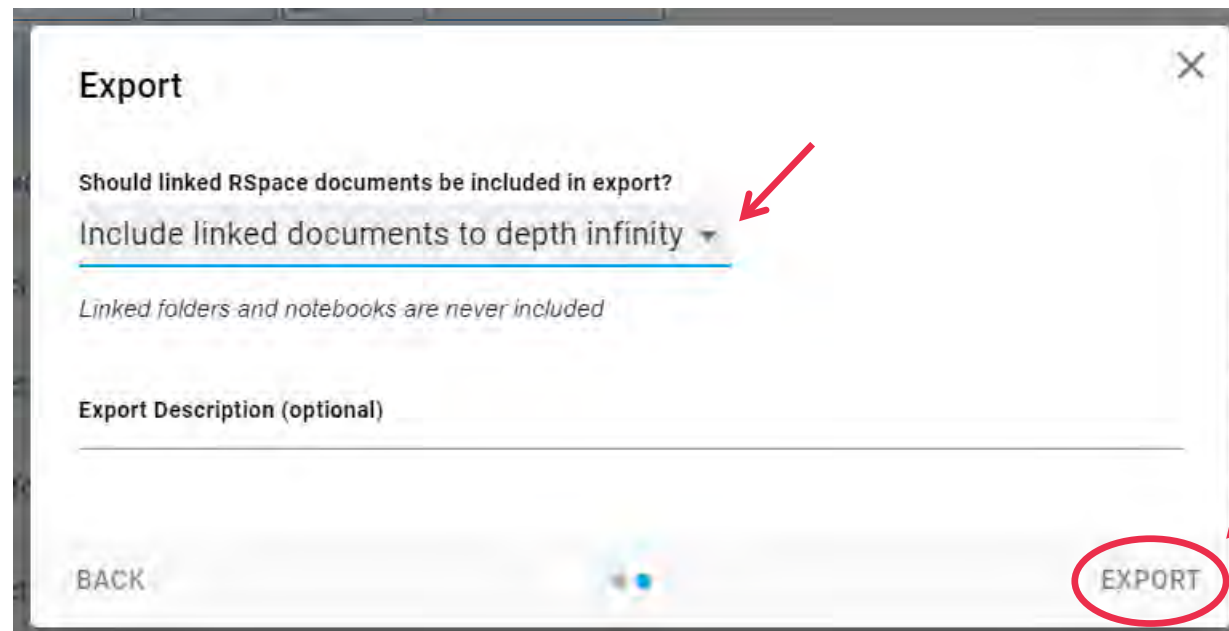 Export
Should linked RSpace documents be included in export?
Include linked documents to depth infinity
Linked folders and notebooks are never included
Export Description (optional)
BACK
EXPORT